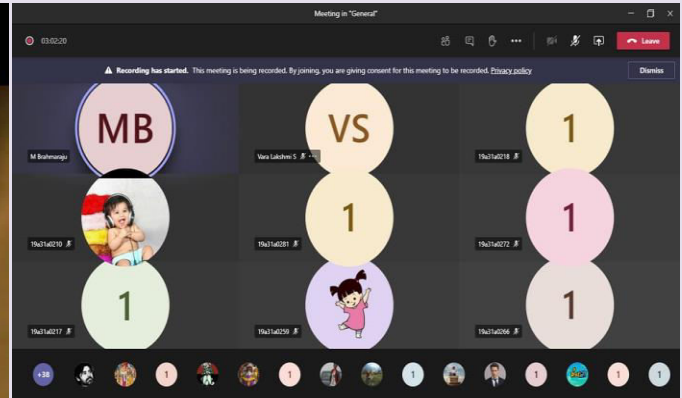 Meeting in "General"
03:02:20
Leave
Recording has started. This meeting is being recorded. By joining, you are giving consent for this meeting to be recorded. Privacy policy
Dismiss
MB
VS
1
M Brahmaraju
Vara Lakshmi S
19a31a0218
1
1
19a31a0210
19a31a0281
19a31a0272
1
1
19a31a0217
19a31a0259
19a31a0266
+38
1
1
1
1
1
1